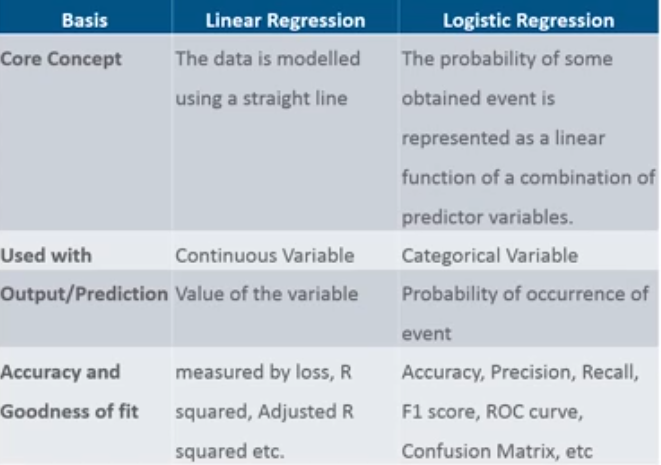 Basis Linear Regression Logistic Regression
Core Concept The data is modelled The probability of some
using a straight line obtained event is
represented as a linear
function of a combination of
predictor variables.
Used with Continuous Variable Categorical Variable
Output/Prediction Value of the variable Probability of occurrence of
event
Accuracy and measured by loss, R Accuracy, Precision, Recall,
Goodness of fit squared, Adjusted R F1 score, ROC curve,
squared etc. Confusion Matrix, etc